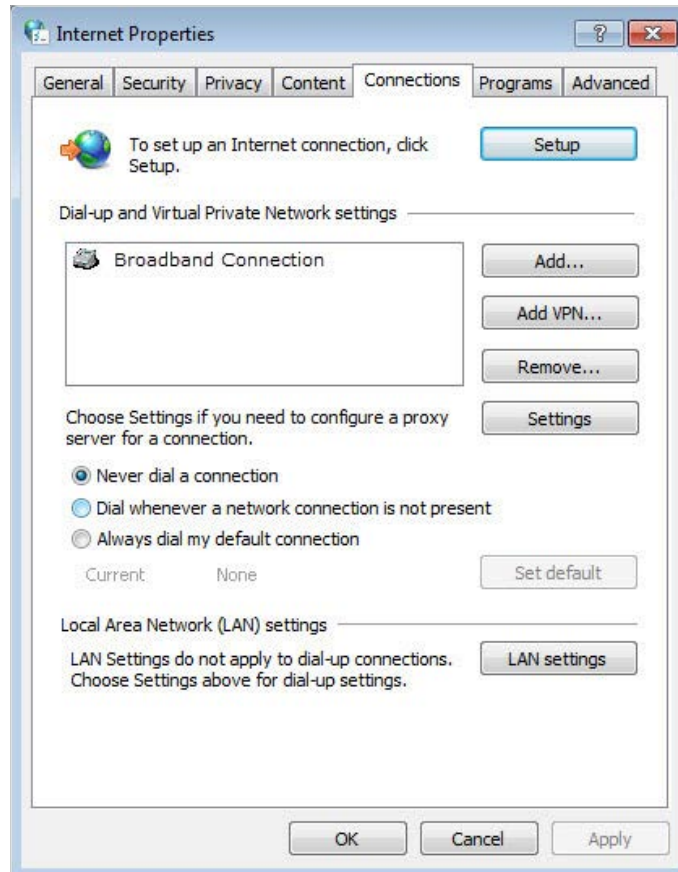 Internet Properties
General Security Privacy Content Connections Programs Advanced
To set up an Internet connection, click
Setup.
Setup
Dial-up and Virtual Private Network settings
Broadband Connection
Add...
Add VPN...
Remove...
Choose Settings if you need to configure a proxy
server for a connection.
Settings
Never dial a connection
Dial whenever a network connection is not present
Always dial my default connection
Current None
Set default
Local Area Network (LAN) settings
LAN Settings do not apply to dial-up connections.
Choose Settings above for dial-up settings.
LAN settings
OK Cancel Apply